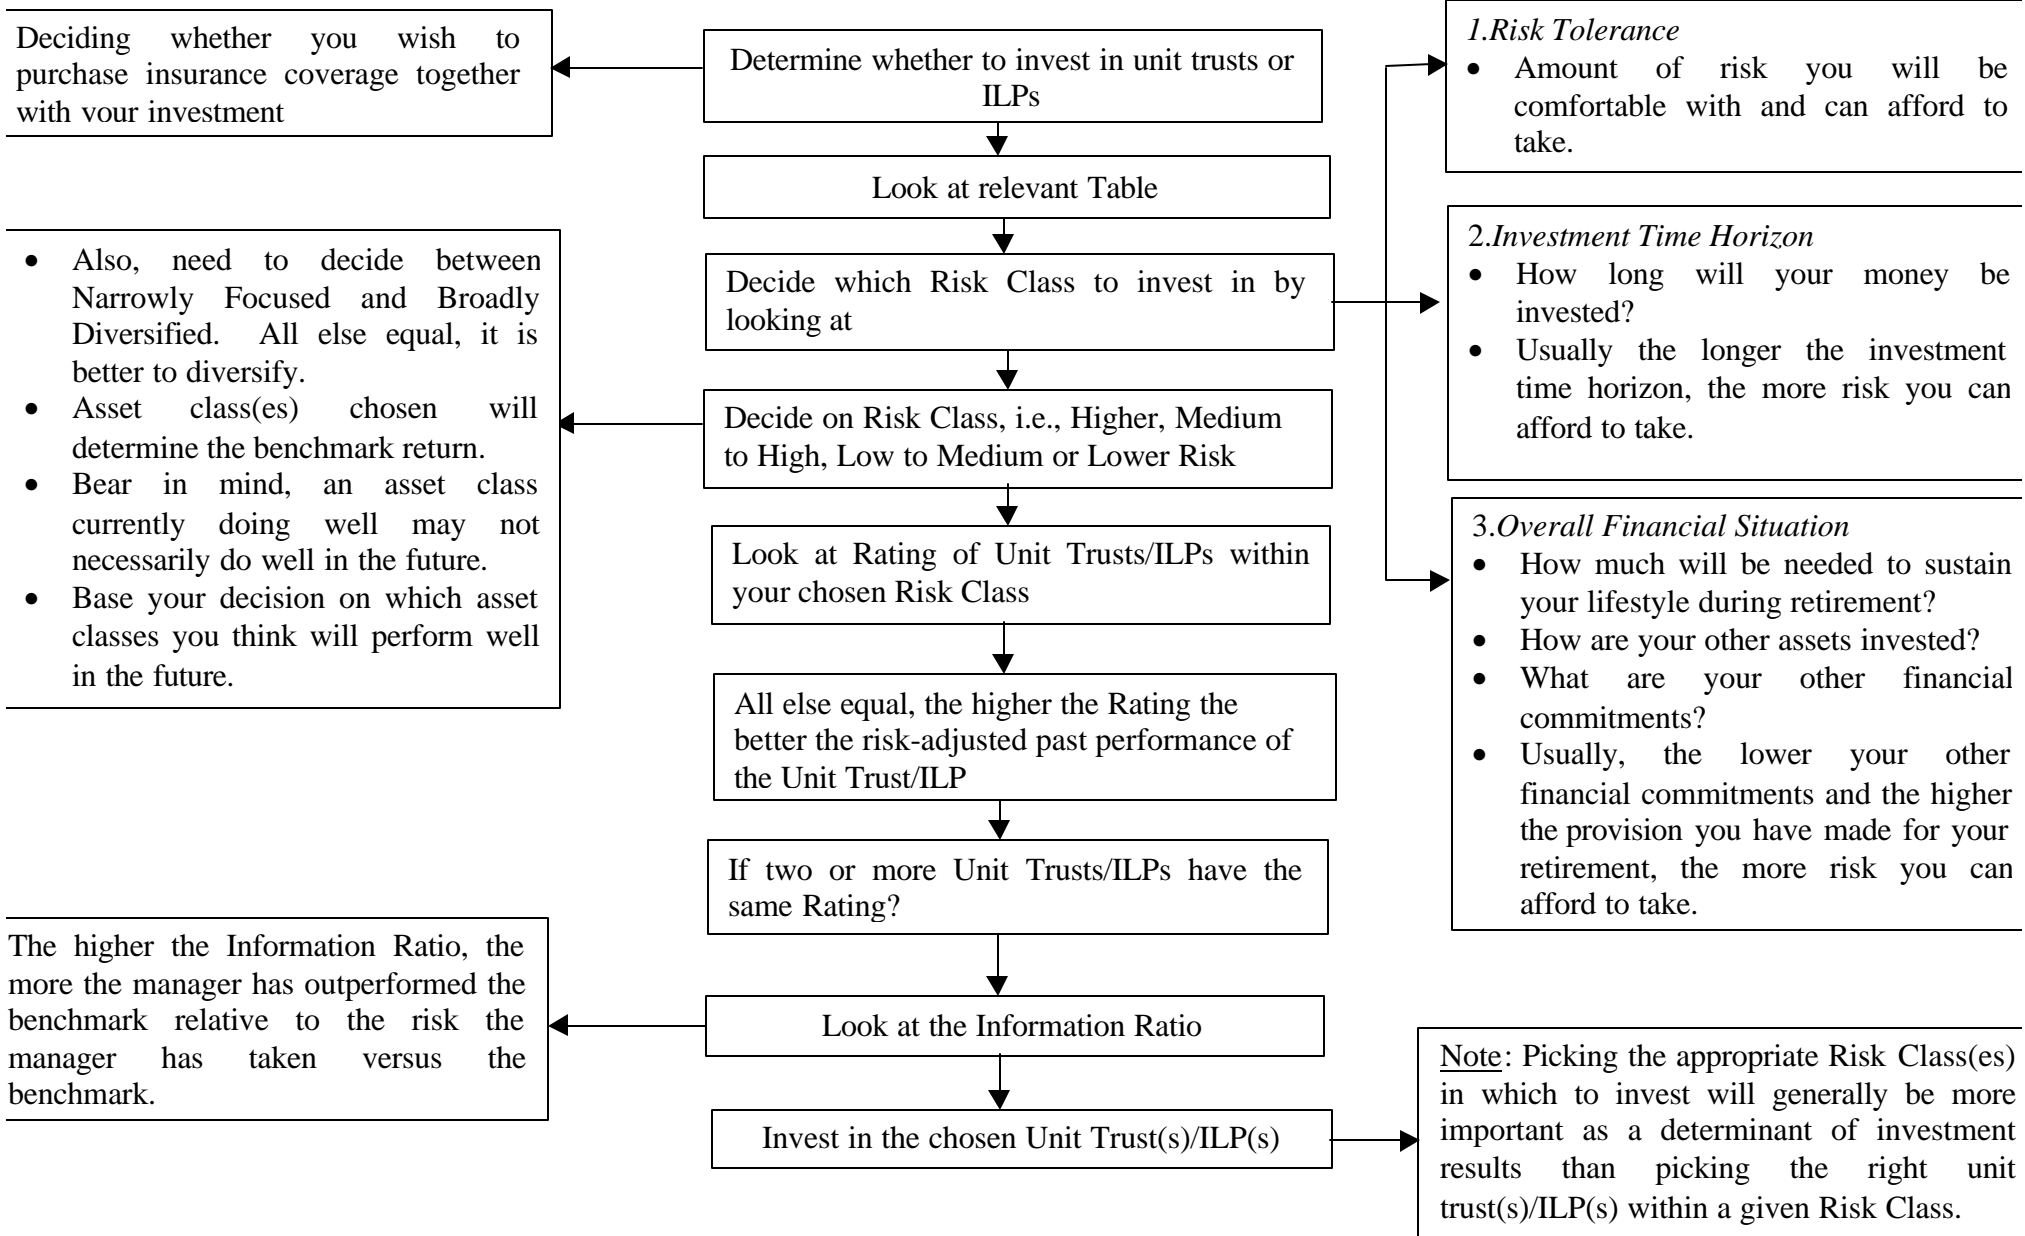 Deciding whether you wish to
purchase insurance coverage together
with vour investment
Determine whether to invest in unit trusts or
ILPs
1.Risk Tolerance
• Amount of risk you will be
comfortable with and can afford to
take.
Look at relevant Table
2.Investment Time Horizon
• How long will your money be
invested?
• Usually the longer the investment
time horizon, the more risk you can
afford to take.
Decide which Risk Class to invest in by
looking at
• Also, need to decide between
Narrowly Focused and Broadly
Diversified. All else equal, it is
better to diversify.
• Asset class(es) chosen will
determine the benchmark return.
• Bear in mind, an asset class
currently doing well may not
necessarily do well in the future.
• Base your decision on which asset
classes you think will perform well
in the future.
Decide on Risk Class, i.e., Higher, Medium
to High, Low to Medium or Lower Risk
3.Overall Financial Situation
• How much will be needed to sustain
your lifestyle during retirement?
• How are your other assets invested?
• What are your other financial
commitments?
• Usually, the lower your other
financial commitments and the higher
the provision you have made for your
retirement, the more risk you can
afford to take.
Look at Rating of Unit Trusts/ILPs within
your chosen Risk Class
All else equal, the higher the Rating the
better the risk-adjusted past performance of
the Unit Trust/ILP
If two or more Unit Trusts/ILPs have the
same Rating?
The higher the Information Ratio, the
more the manager has outperformed the
benchmark relative to the risk the
manager has taken versus the
benchmark.
Look at the Information Ratio
Invest in the chosen Unit Trust(s)/ILP(s)
Note: Picking the appropriate Risk Class(es)
in which to invest will generally be more
important as a determinant of investment
results than picking the right unit
trust(s)/ILP(s) within a given Risk Class.